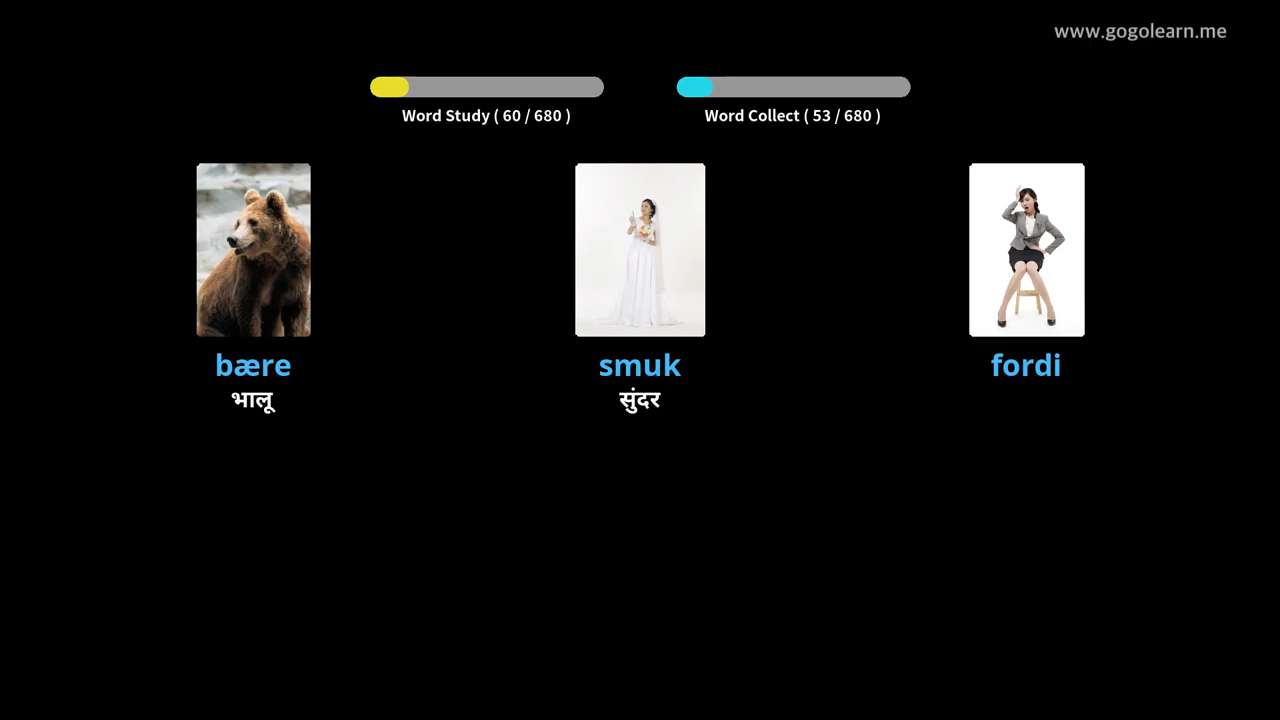 www.gogolearn.me
Word Study ( 60 / 680 )
Word Collect ( 53 / 680 )
bære
smuk
fordi
भालू
सुंदर